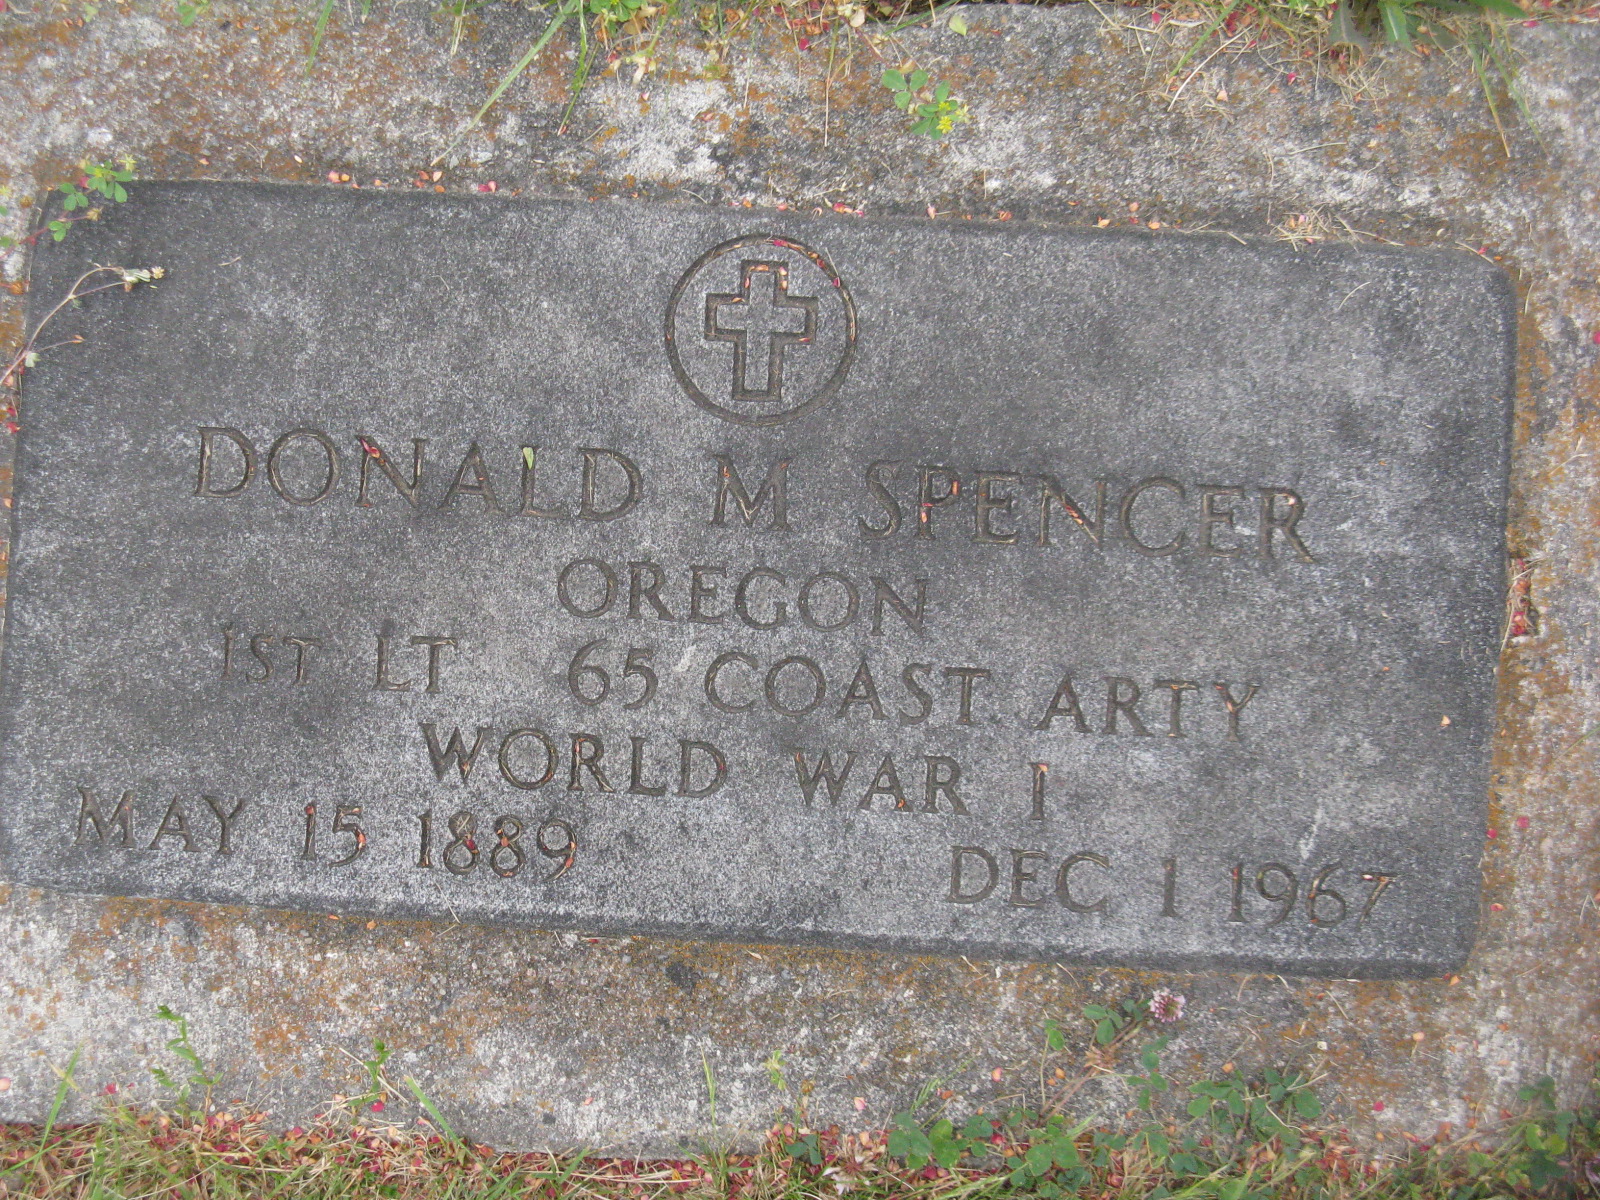 DONALD M SPENCER
OREGON
1ST LT 65 COAST ARTY
WORLD WAR I
MAY 15 1889 DEC 1 1967